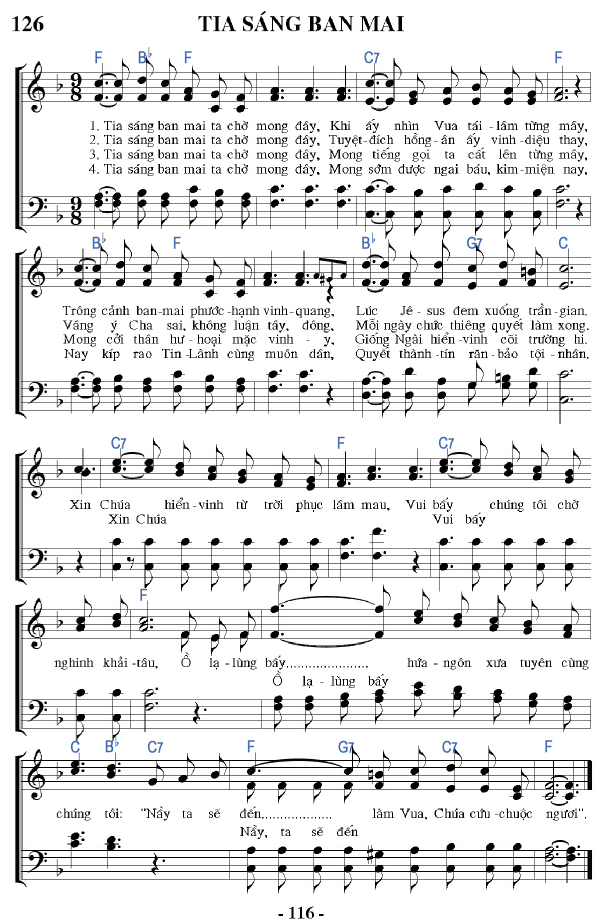 126 TIA SÁNG BAN MAI
F B♭ F C7 F
9/8
1. Tia sáng ban mai ta chờ mong đây, Khi ấy nhìn Vua tái-lâm từng mây,
2. Tia sáng ban mai ta chờ mong đây, Tuyệt-đích hồng-ân ấy vinh-diệu thay,
3. Tia sáng ban mai ta chờ mong đây, Mong tiếng gọi ta cất lên từng mây,
4. Tia sáng ban mai ta chờ mong đây, Mong sớm được ngai báu, kim-miện nay,
9/8
B♭ F B♭ G7 C
Trông cảnh ban-mai phước-hạnh vinh-quang, Lúc Jê-sus đem xuống trần-gian.
Vâng ý Cha sai, không luận tây, đông, Mỗi ngày chức thiêng quyết làm xong.
Mong cởi thân hư-hoại mặc vinh-y, Giống Ngài hiển-vinh cõi trường hi.
Nay kíp rao Tin-Lành cùng muôn dân, Quyết thành-tín răn-bảo tội-nhân.
C7 F C7
Xin Chúa hiển-vinh từ trời phục lâm mau, Vui bấy chúng tôi chờ
Xin Chúa Vui bấy
F
nghinh khải-tấu, Ồ lạ-lùng bấy..................... hứa-ngôn xưa tuyên cùng
Ồ lạ-lùng bấy
C B♭ C7 F G7 C7 F
chúng tôi: "Nầy ta sẽ đến..................... làm Vua, Chúa cứu-chuộc ngươi".
Nầy, ta sẽ đến
- 116 -